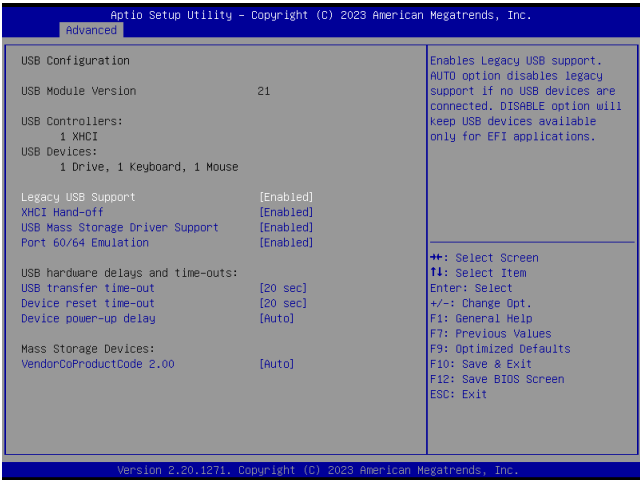 Aptio Setup Utility – Copyright (C) 2023 American Megatrends, Inc.
Advanced
USB Configuration
USB Module Version 21
USB Controllers:
1 XHCI
USB Devices:
1 Drive, 1 Keyboard, 1 Mouse
Legacy USB Support [Enabled]
XHCI Hand-off [Enabled]
USB Mass Storage Driver Support [Enabled]
Port 60/64 Emulation [Enabled]
USB hardware delays and time-outs:
USB transfer time-out [20 sec]
Device reset time-out [20 sec]
Device power-up delay [Auto]
Mass Storage Devices:
VendorCoProductCode 2.00 [Auto]
Enables Legacy USB support.
AUTO option disables legacy
support if no USB devices are
connected. DISABLE option will
keep USB devices available
only for EFI applications.
→←: Select Screen
↑↓: Select Item
Enter: Select
+/-: Change Opt.
F1: General Help
F7: Previous Values
F9: Optimized Defaults
F10: Save & Exit
F12: Save BIOS Screen
ESC: Exit
Version 2.20.1271. Copyright (C) 2023 American Megatrends, Inc.